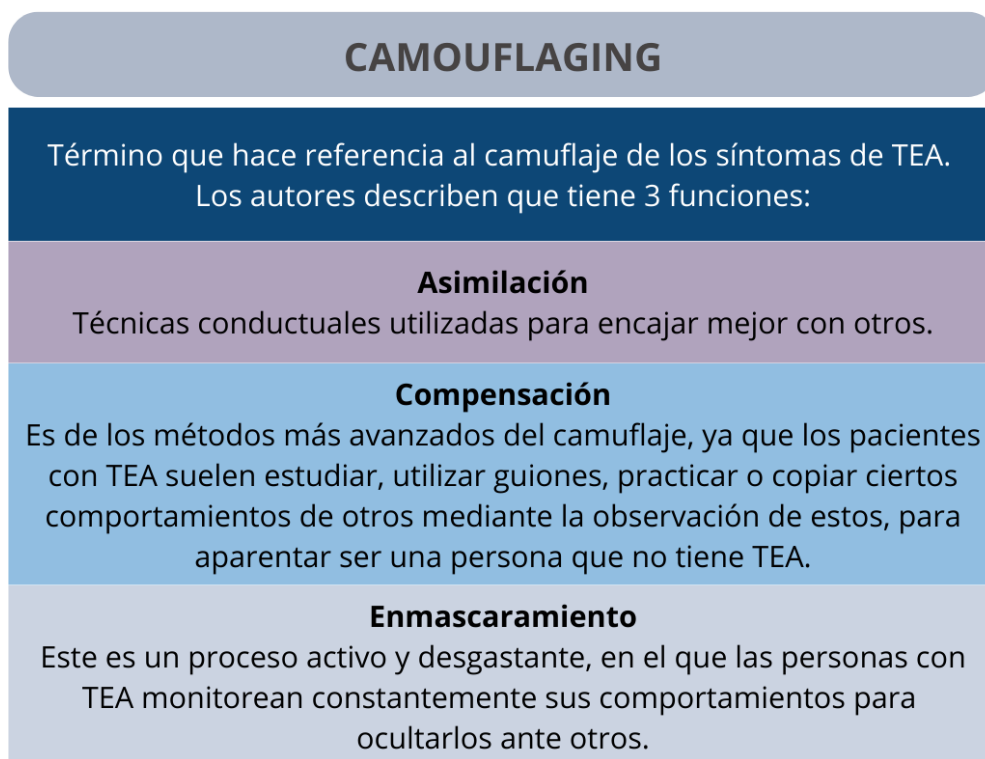 CAMOUFLAGING
Término que hace referencia al camuflaje de los síntomas de TEA.
Los autores describen que tiene 3 funciones:
Asimilación
Técnicas conductuales utilizadas para encajar mejor con otros.
Compensación
Es de los métodos más avanzados del camuflaje, ya que los pacientes
con TEA suelen estudiar, utilizar guiones, practicar o copiar ciertos
comportamientos de otros mediante la observación de estos, para
aparentar ser una persona que no tiene TEA.
Enmascaramiento
Este es un proceso activo y desgastante, en el que las personas con
TEA monitorean constantemente sus comportamientos para
ocultarlos ante otros.